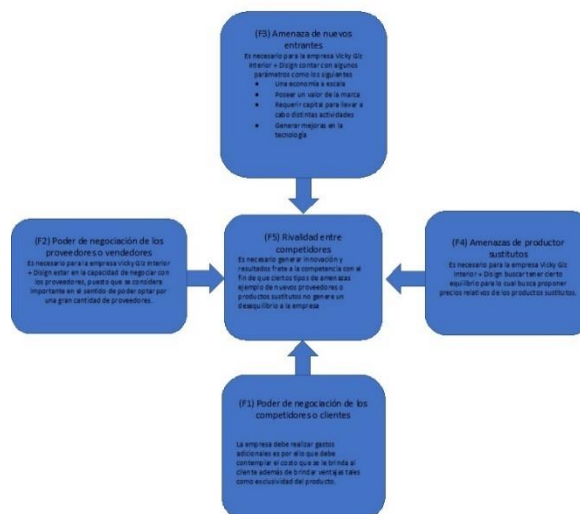 (F3) Amenaza de nuevos
entrantes
Es necesario para la empresa Vicky Glz
Interior + Disign contar con algunos
parámetros como los siguientes
• Una economía a escala
• Poseer un valor de la marca
• Requerir capital para llevar a
cabo distintas actividades
• Generar mejoras en la
tecnología
(F2) Poder de negociación de los
proveedores o vendedores
Es necesario para la empresa Vicky Glz Interior
+ Disign estar en la capacidad de negociar con
los proveedores, puesto que se considera
importante en el sentido de poder optar por
una gran cantidad de proveedores.
(F5) Rivalidad entre
competidores
Es necesario generar innovación y
resultados frete a la competencia con el
fin de que ciertos tipos de amenazas
ejemplo de nuevos proveedores o
productos sustitutos no genere un
desequilibrio a la empresa
(F4) Amenazas de productor
sustitutos
Es necesario para la empresa Vicky Glz
Interior + Disign buscar tener cierto
equilibrio para lo cual busca proponer
precios relativos de los productos sustitutos.
(F1) Poder de negociación de los
competidores o clientes
La empresa debe realizar gastos
adicionales es por ello que debe
contemplar el costo que se le brinda al
cliente además de brindar ventajas tales
como exclusividad del producto.